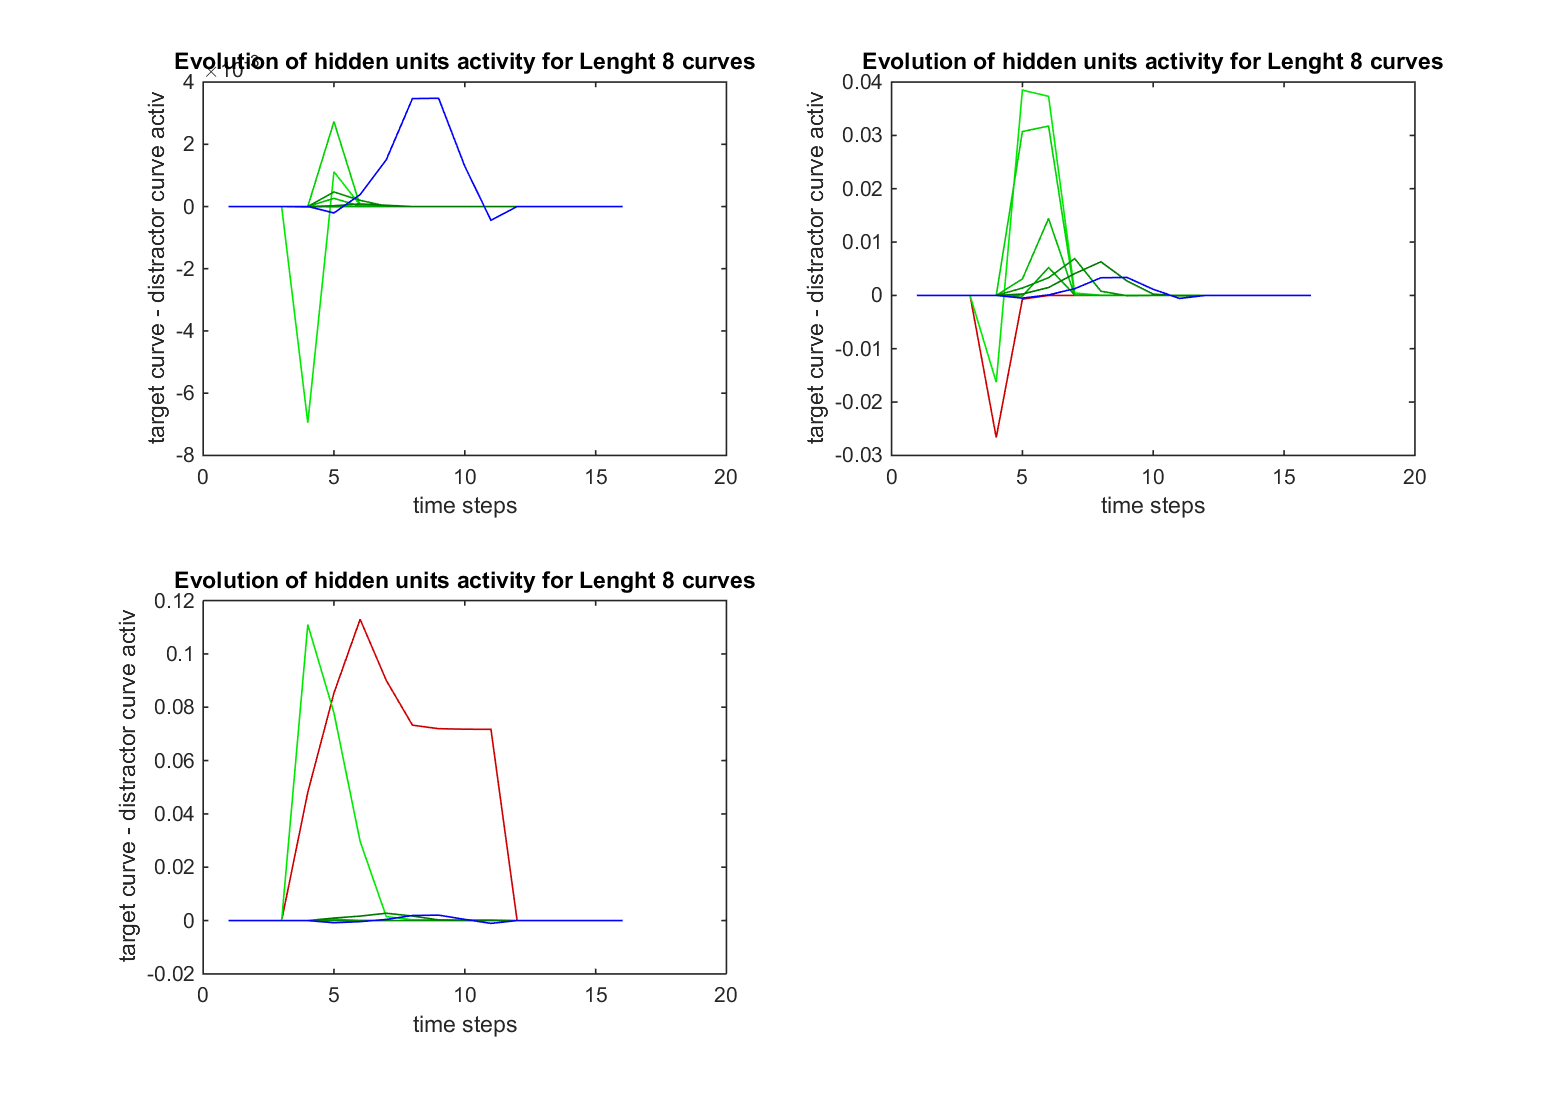 Evolution of hidden units activity for Lenght 8 curves
4
2
0
-2
-4
-6
-8
target curve - distractor curve activ
0 5 10 15 20
time steps
Evolution of hidden units activity for Lenght 8 curves
0.04
0.03
0.02
0.01
0
-0.01
-0.02
-0.03
target curve - distractor curve activ
0 5 10 15 20
time steps
Evolution of hidden units activity for Lenght 8 curves
0.12
0.1
0.08
0.06
0.04
0.02
0
-0.02
target curve - distractor curve activ
0 5 10 15 20
time steps